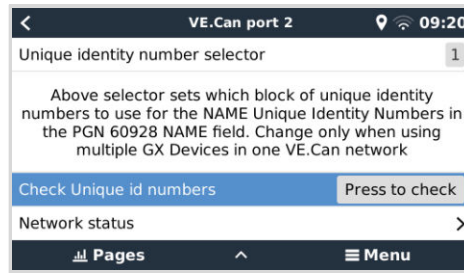 VE.Can port 2
09:20
Unique identity number selector
1
Above selector sets which block of unique identity
numbers to use for the NAME Unique Identity Numbers in
the PGN 60928 NAME field. Change only when using
multiple GX Devices in one VE.Can network
Check Unique id numbers
Press to check
Network status
Pages
Menu